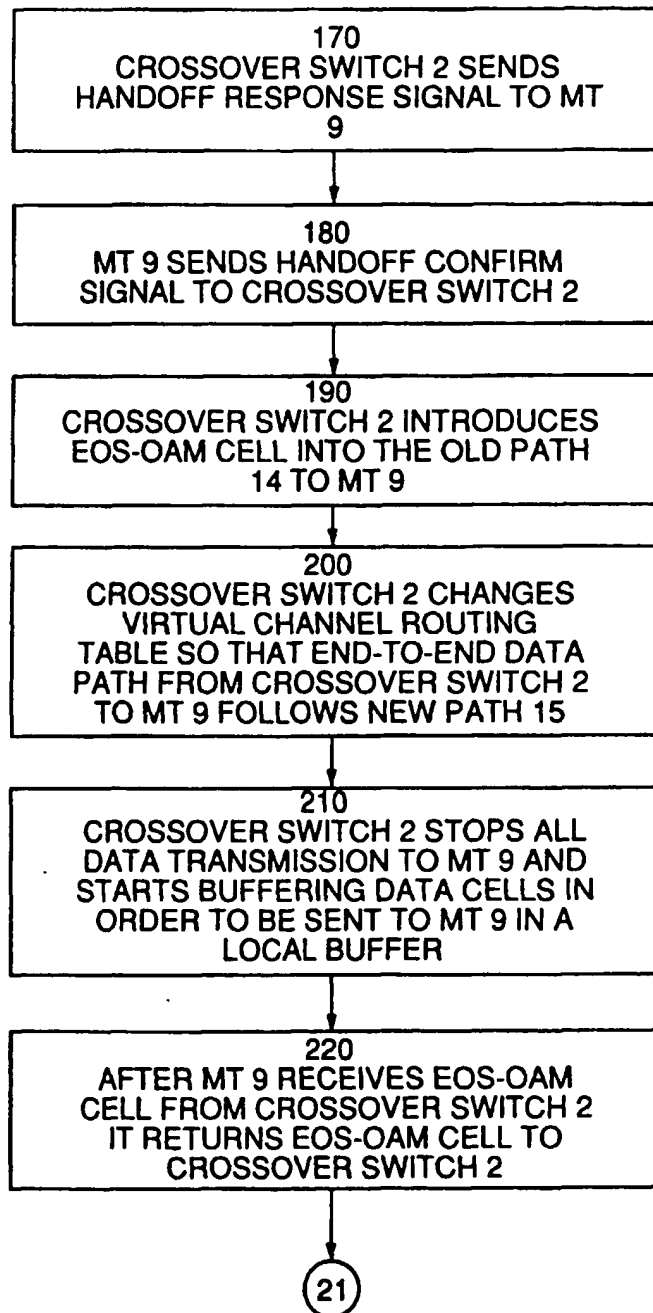 170
CROSSOVER SWITCH 2 SENDS
HANDOFF RESPONSE SIGNAL TO MT
9
180
MT 9 SENDS HANDOFF CONFIRM
SIGNAL TO CROSSOVER SWITCH 2
190
CROSSOVER SWITCH 2 INTRODUCES
EOS-OAM CELL INTO THE OLD PATH
14 TO MT 9
200
CROSSOVER SWITCH 2 CHANGES
VIRTUAL CHANNEL ROUTING
TABLE SO THAT END-TO-END DATA
PATH FROM CROSSOVER SWITCH 2
TO MT 9 FOLLOWS NEW PATH 15
210
CROSSOVER SWITCH 2 STOPS ALL
DATA TRANSMISSION TO MT 9 AND
STARTS BUFFERING DATA CELLS IN
ORDER TO BE SENT TO MT 9 IN A
LOCAL BUFFER
220
AFTER MT 9 RECEIVES EOS-OAM
CELL FROM CROSSOVER SWITCH 2
IT RETURNS EOS-OAM CELL TO
CROSSOVER SWITCH 2
21